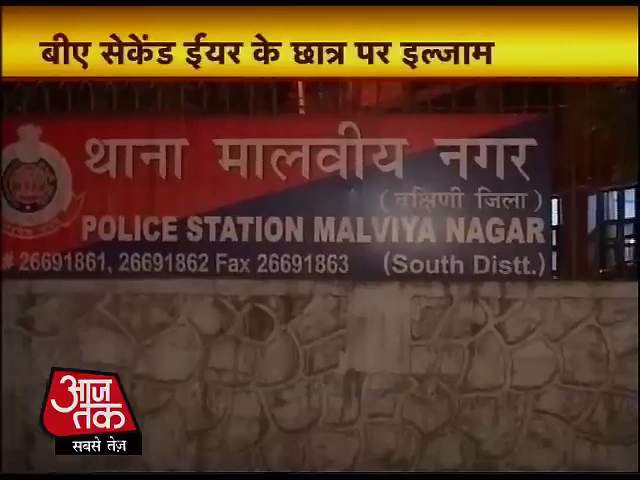 बीए सेकेंड ईयर के छात्र पर इल्जाम
थाना मालवीय नगर
( दक्षिणी जिला )
POLICE STATION MALVIYA NAGAR
# 26691861, 26691862 Fax 26691863 (South Distt.)
आज
तक
सबसे तेज़